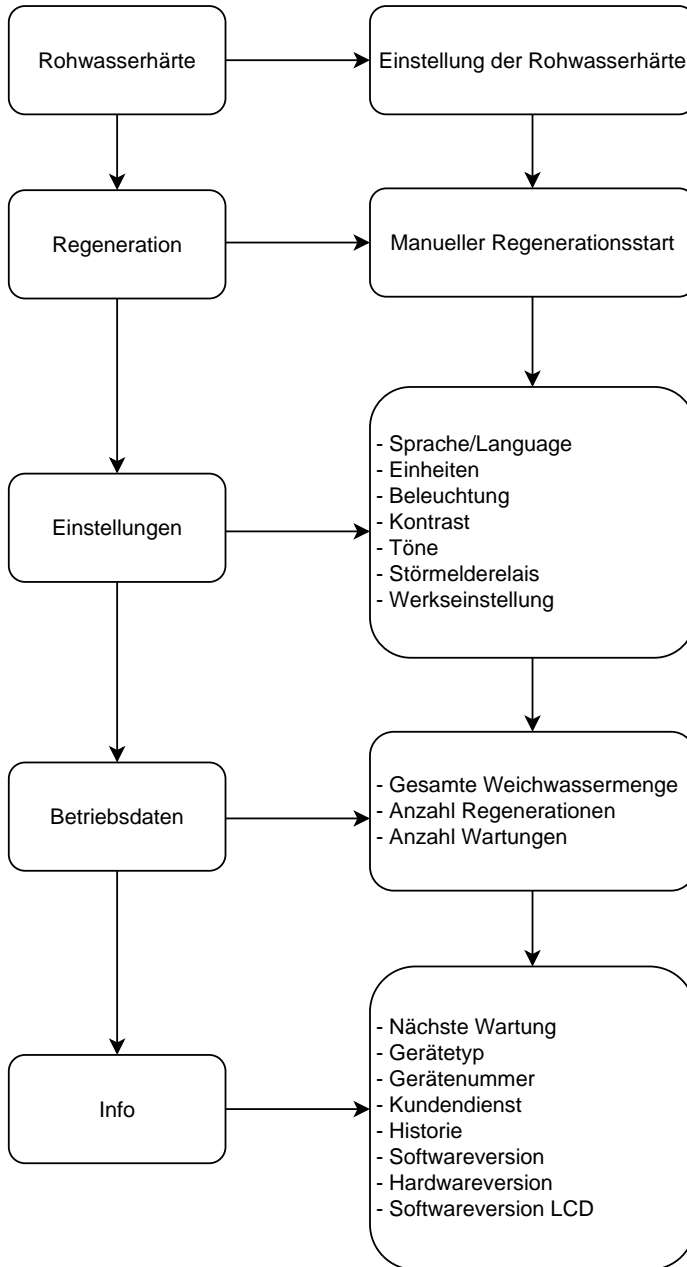 Rohwasserhärte
Einstellung der Rohwasserhärte
Regeneration
Manueller Regenerationsstart
Einstellungen
- Sprache/Language
- Einheiten
- Beleuchtung
- Kontrast
- Töne
- Störmelderelais
- Werkseinstellung
Betriebsdaten
- Gesamte Weichwassermenge
- Anzahl Regenerationen
- Anzahl Wartungen
Info
- Nächste Wartung
- Gerätetyp
- Gerätenummer
- Kundendienst
- Historie
- Softwareversion
- Hardwareversion
- Softwareversion LCD